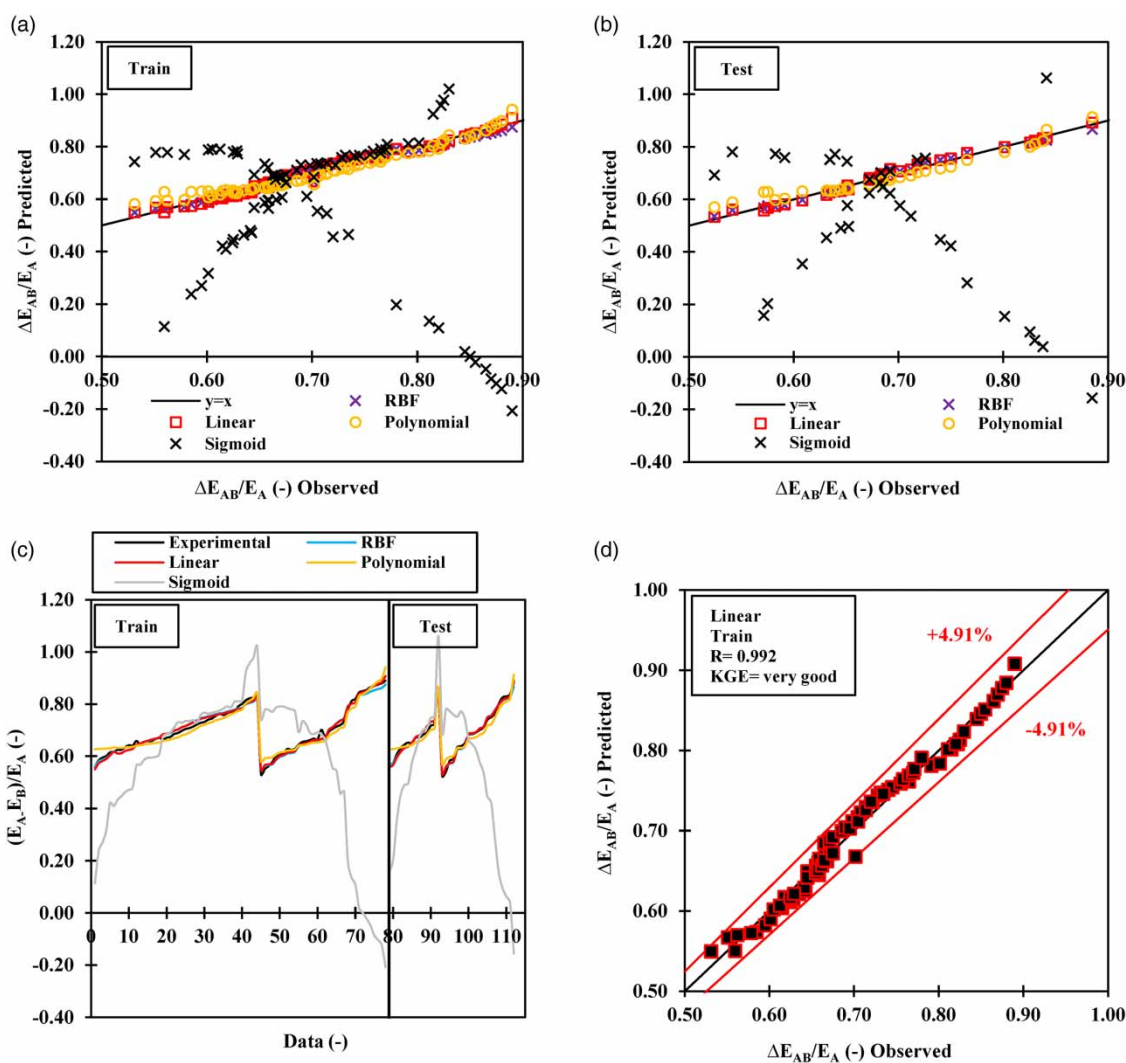 (a)
1.20
1.00
0.80
0.60
0.40
0.20
0.00
-0.20
-0.40
ΔE_AB/E_A (-) Predicted
Train
0.50
0.60
0.70
0.80
0.90
y=x
RBF
Linear
Polynomial
Sigmoid
ΔE_AB/E_A (-) Observed
(b)
1.20
1.00
0.80
0.60
0.40
0.20
0.00
-0.20
-0.40
ΔE_AB/E_A (-) Predicted
Test
0.50
0.60
0.70
0.80
0.90
y=x
RBF
Linear
Polynomial
Sigmoid
ΔE_AB/E_A (-) Observed
(c)
Experimental
RBF
Linear
Polynomial
Sigmoid
1.20
1.00
0.80
0.60
0.40
0.20
0.00
-0.20
-0.40
(E_A-E_B)/E_A (-)
Train
Test
0
10
20
30
40
50
60
70
80
90
100
110
Data (-)
(d)
1.00
0.90
0.80
0.70
0.60
0.50
ΔE_AB/E_A (-) Predicted
Linear
Train
R= 0.992
KGE= very good
+4.91%
-4.91%
0.50
0.60
0.70
0.80
0.90
1.00
ΔE_AB/E_A (-) Observed